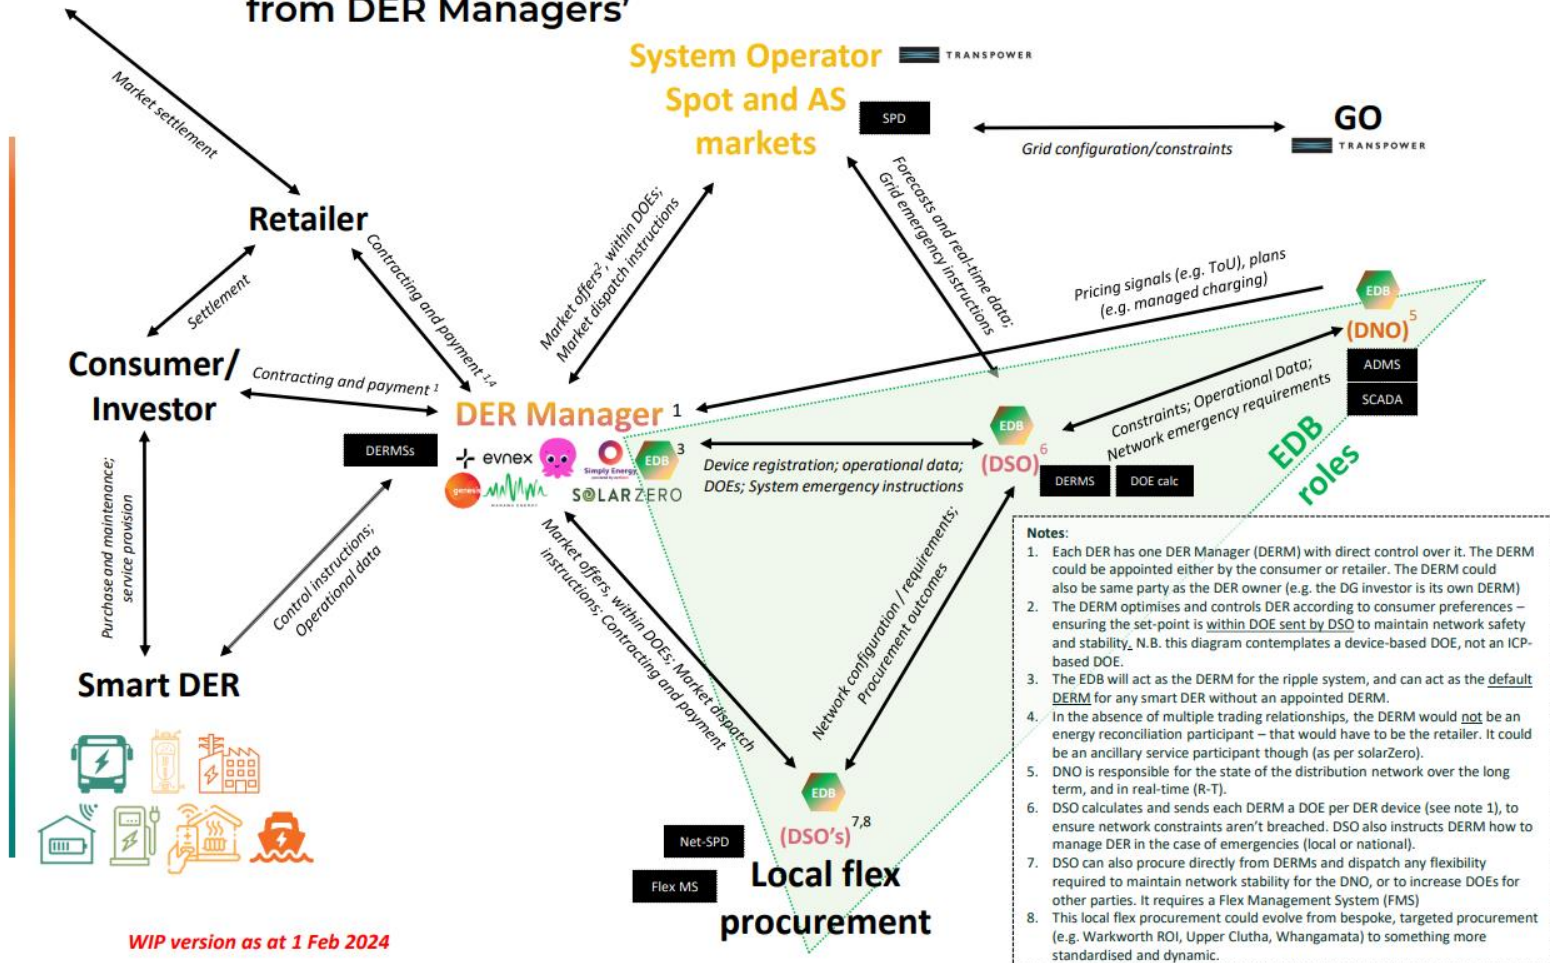 from DER Managers’
System Operator
TRANSPOWER
Spot and AS
markets
SPD
GO
TRANSPOWER
Grid configuration/constraints
Market settlement
Retailer
Settlement
Contracting and payment 1,4
Market offers2, within DOEs;
Market dispatch instructions
Forecasts and real-time data;
Grid emergency instructions
Pricing signals (e.g. ToU), plans
(e.g. managed charging)
EDB
(DNO)5
ADMS
SCADA
Consumer/
Investor
Contracting and payment 1
DER Manager 1
DERMSs
evnex
Simply Energy
EDB 3
genesis
MANAWA ENERGY
SOLARZERO
Device registration; operational data;
DOEs; System emergency instructions
EDB
(DSO)6
DERMS
DOE calc
Constraints; Operational Data;
Network emergency requirements
EDB
roles
Purchase and maintenance;
service provision
Control instructions;
Operational data
Smart DER
Market offers, within DOEs; Market dispatch
instructions; Contracting and payment
Network configuration / requirements;
Procurement outcomes
EDB
(DSO's) 7,8
Net-SPD
Flex MS
Local flex
procurement
WIP version as at 1 Feb 2024
Notes:
1. Each DER has one DER Manager (DERM) with direct control over it. The DERM
could be appointed either by the consumer or retailer. The DERM could
also be same party as the DER owner (e.g. the DG investor is its own DERM)
2. The DERM optimises and controls DER according to consumer preferences –
ensuring the set-point is within DOE sent by DSO to maintain network safety
and stability. N.B. this diagram contemplates a device-based DOE, not an ICP-
based DOE.
3. The EDB will act as the DERM for the ripple system, and can act as the default
DERM for any smart DER without an appointed DERM.
4. In the absence of multiple trading relationships, the DERM would not be an
energy reconciliation participant – that would have to be the retailer. It could
be an ancillary service participant though (as per solarZero).
5. DNO is responsible for the state of the distribution network over the long
term, and in real-time (R-T).
6. DSO calculates and sends each DERM a DOE per DER device (see note 1), to
ensure network constraints aren't breached. DSO also instructs DERM how to
manage DER in the case of emergencies (local or national).
7. DSO can also procure directly from DERMs and dispatch any flexibility
required to maintain network stability for the DNO, or to increase DOEs for
other parties. It requires a Flex Management System (FMS)
8. This local flex procurement could evolve from bespoke, targeted procurement
(e.g. Warkworth ROI, Upper Clutha, Whangamata) to something more
standardised and dynamic.